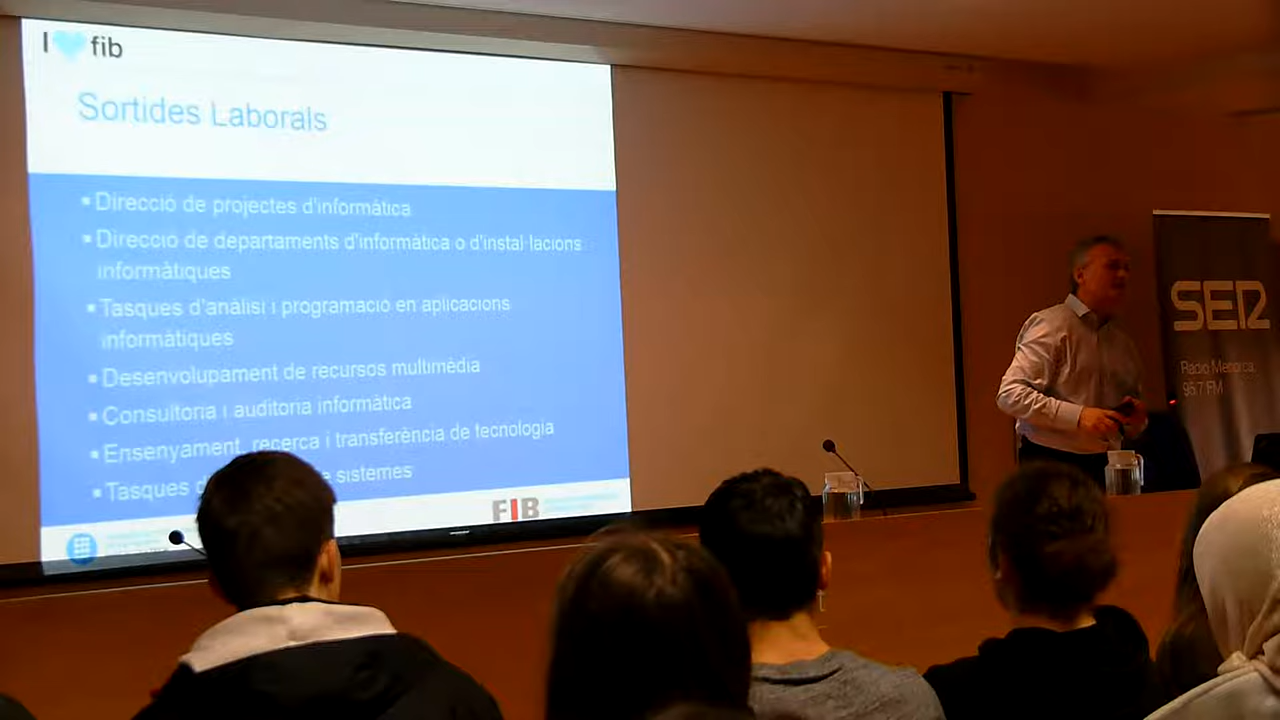 I fib
Sortides Laborals
▪ Direcció de projectes d'informàtica
▪ Direcció de departaments d'informàtica o d'instal·lacions
informàtiques
▪ Tasques d'anàlisi i programació en aplicacions
informàtiques
▪ Desenvolupament de recursos multimèdia
▪ Consultoria i auditoria informàtica
▪ Ensenyament, recerca i transferència de tecnologia
▪ Tasques sistemes
FIB
SER
Radio Menorca
95.7 FM